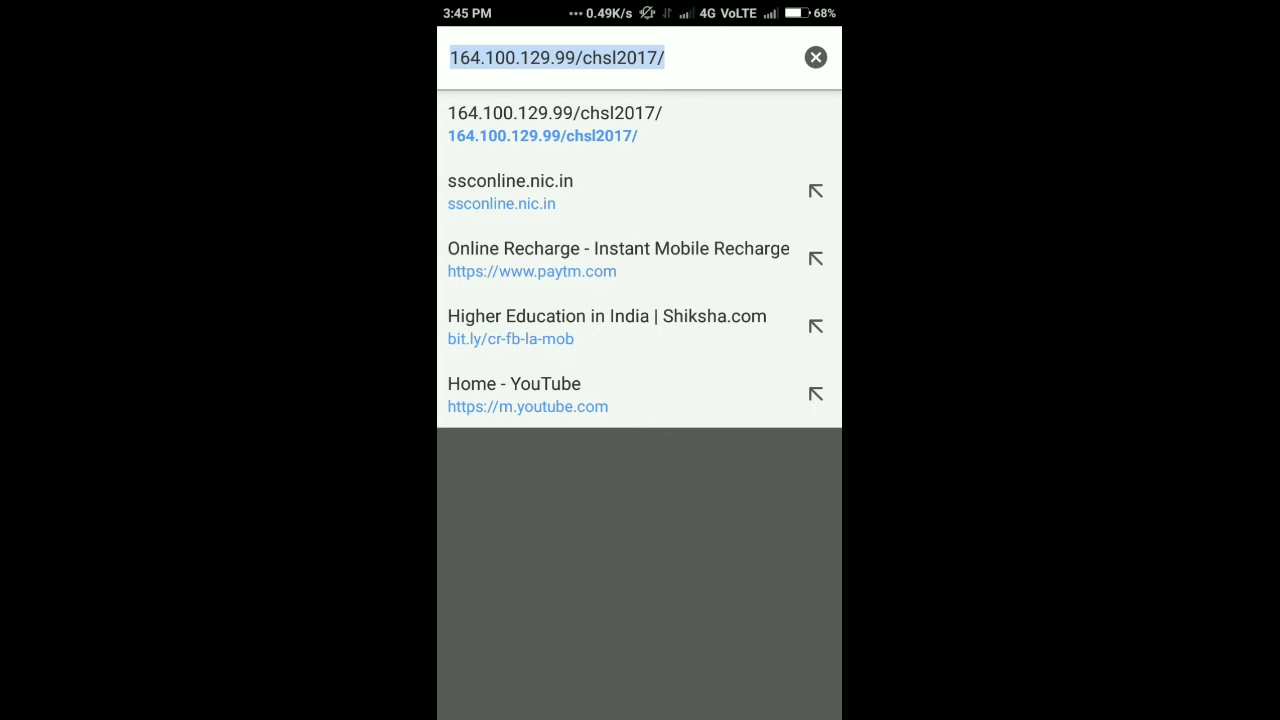 3:45 PM ••• 0.49K/s 4G VoLTE 68%
164.100.129.99/chsl2017/
164.100.129.99/chsl2017/
164.100.129.99/chsl2017/
ssconline.nic.in
ssconline.nic.in
Online Recharge - Instant Mobile Recharge
https://www.paytm.com
Higher Education in India | Shiksha.com
bit.ly/cr-fb-la-mob
Home - YouTube
https://m.youtube.com